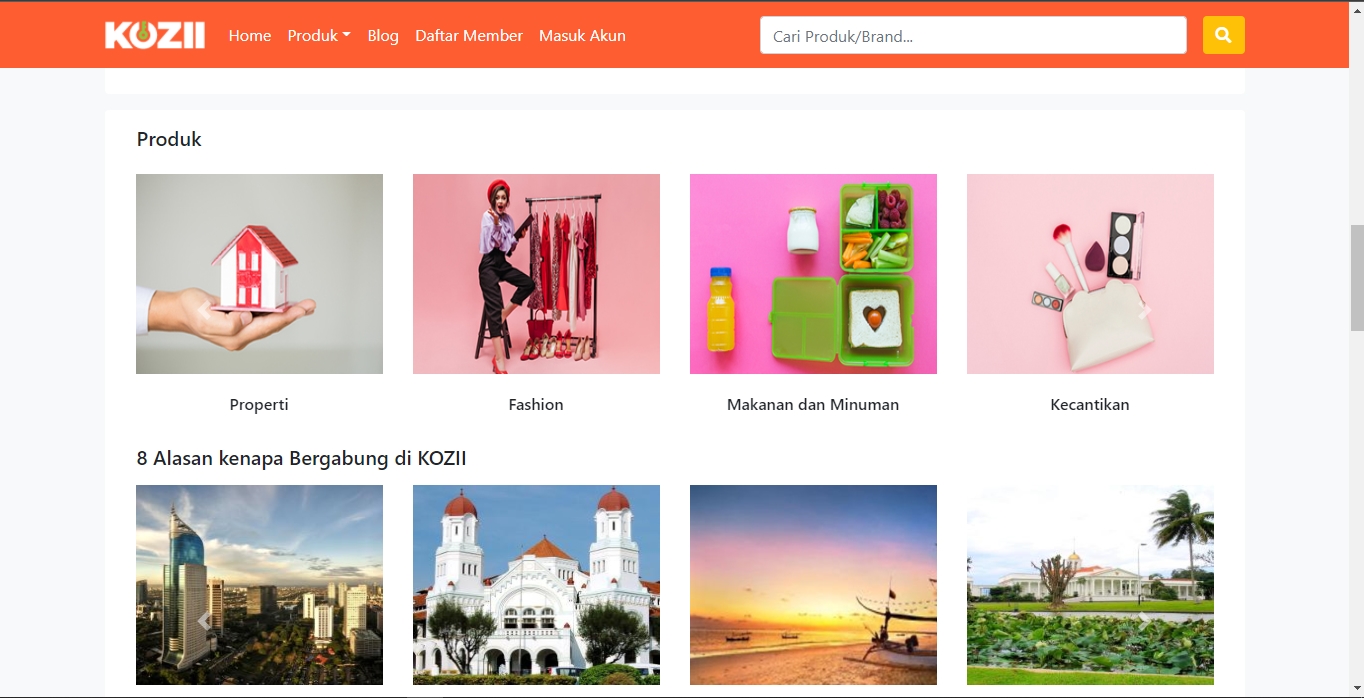 KOZII Home Produk Blog Daftar Member Masuk Akun Cari Produk/Brand...
Produk
Properti Fashion Makanan dan Minuman Kecantikan
8 Alasan kenapa Bergabung di KOZII